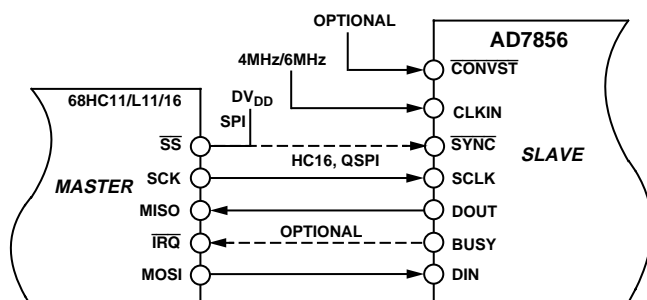 OPTIONAL
AD7856
4MHz/6MHz
CONVST
68HC11/L11/16
DVDD
CLKIN
SPI
SS
SYNC
SLAVE
HC16, QSPI
MASTER
SCK
SCLK
MISO
DOUT
OPTIONAL
IRQ
BUSY
MOSI
DIN